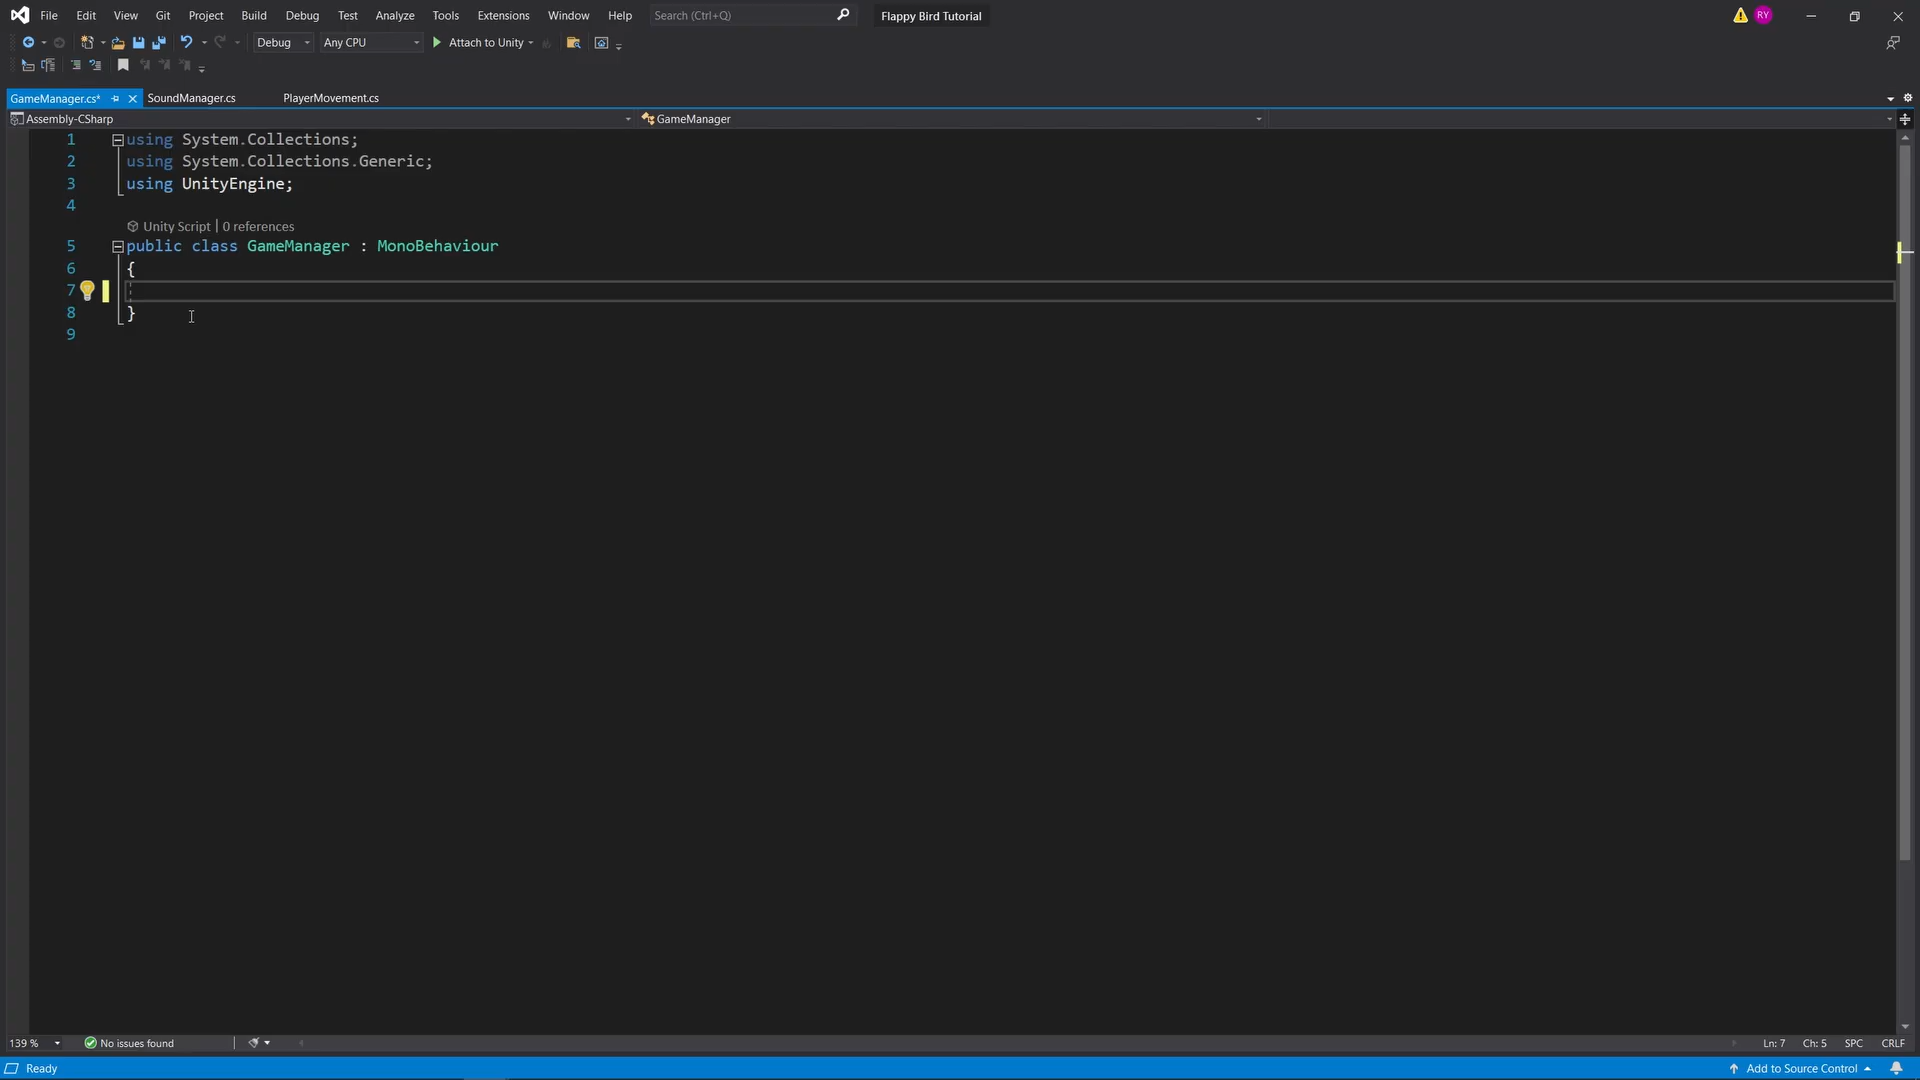 File Edit View Git Project Build Debug Test Analyze Tools Extensions Window Help Search (Ctrl+Q) Flappy Bird Tutorial RY
Debug Any CPU Attach to Unity
GameManager.cs* SoundManager.cs PlayerMovement.cs
Assembly-CSharp GameManager
1 using System.Collections;
2 using System.Collections.Generic;
3 using UnityEngine;
4
Unity Script | 0 references
5 public class GameManager : MonoBehaviour
6 {
7
8 }
9
139 % No issues found Ln: 7 Ch: 5 SPC CRLF
Ready Add to Source Control